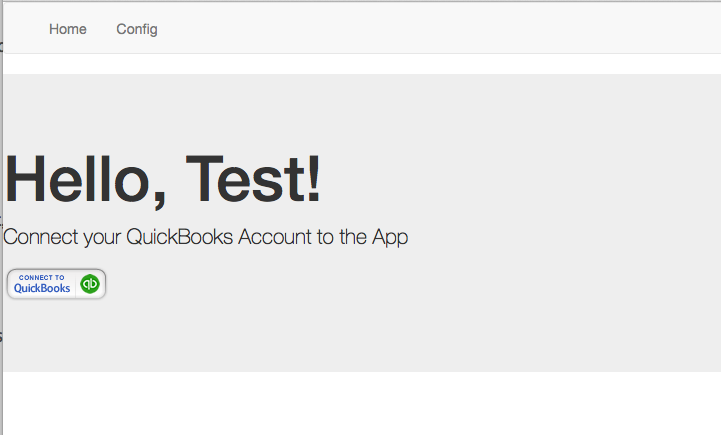 Home Config
Hello, Test!
Connect your QuickBooks Account to the App
CONNECT TO
QuickBooks qb